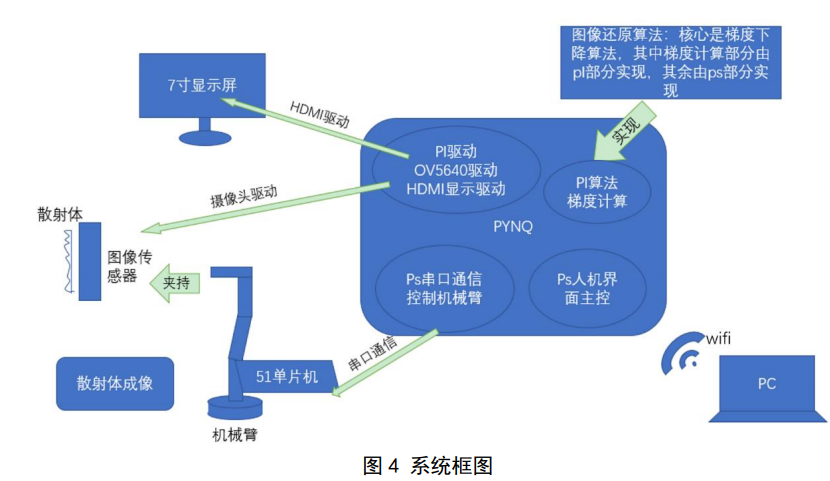 图像还原算法：核心是梯度下
降算法，其中梯度计算部分由
pl部分实现，其余由ps部分实
现
7寸显示屏
HDMI驱动
实现
Pl驱动
OV5640驱动
HDMI显示驱动
Pl算法
梯度计算
摄像头驱动
散射体
PYNQ
图像传
感器
夹持
Ps串口通信
控制机械臂
Ps人机界
面主控
串口通信
wifi
散射体成像
51单片机
PC
机械臂
图 4 系统框图